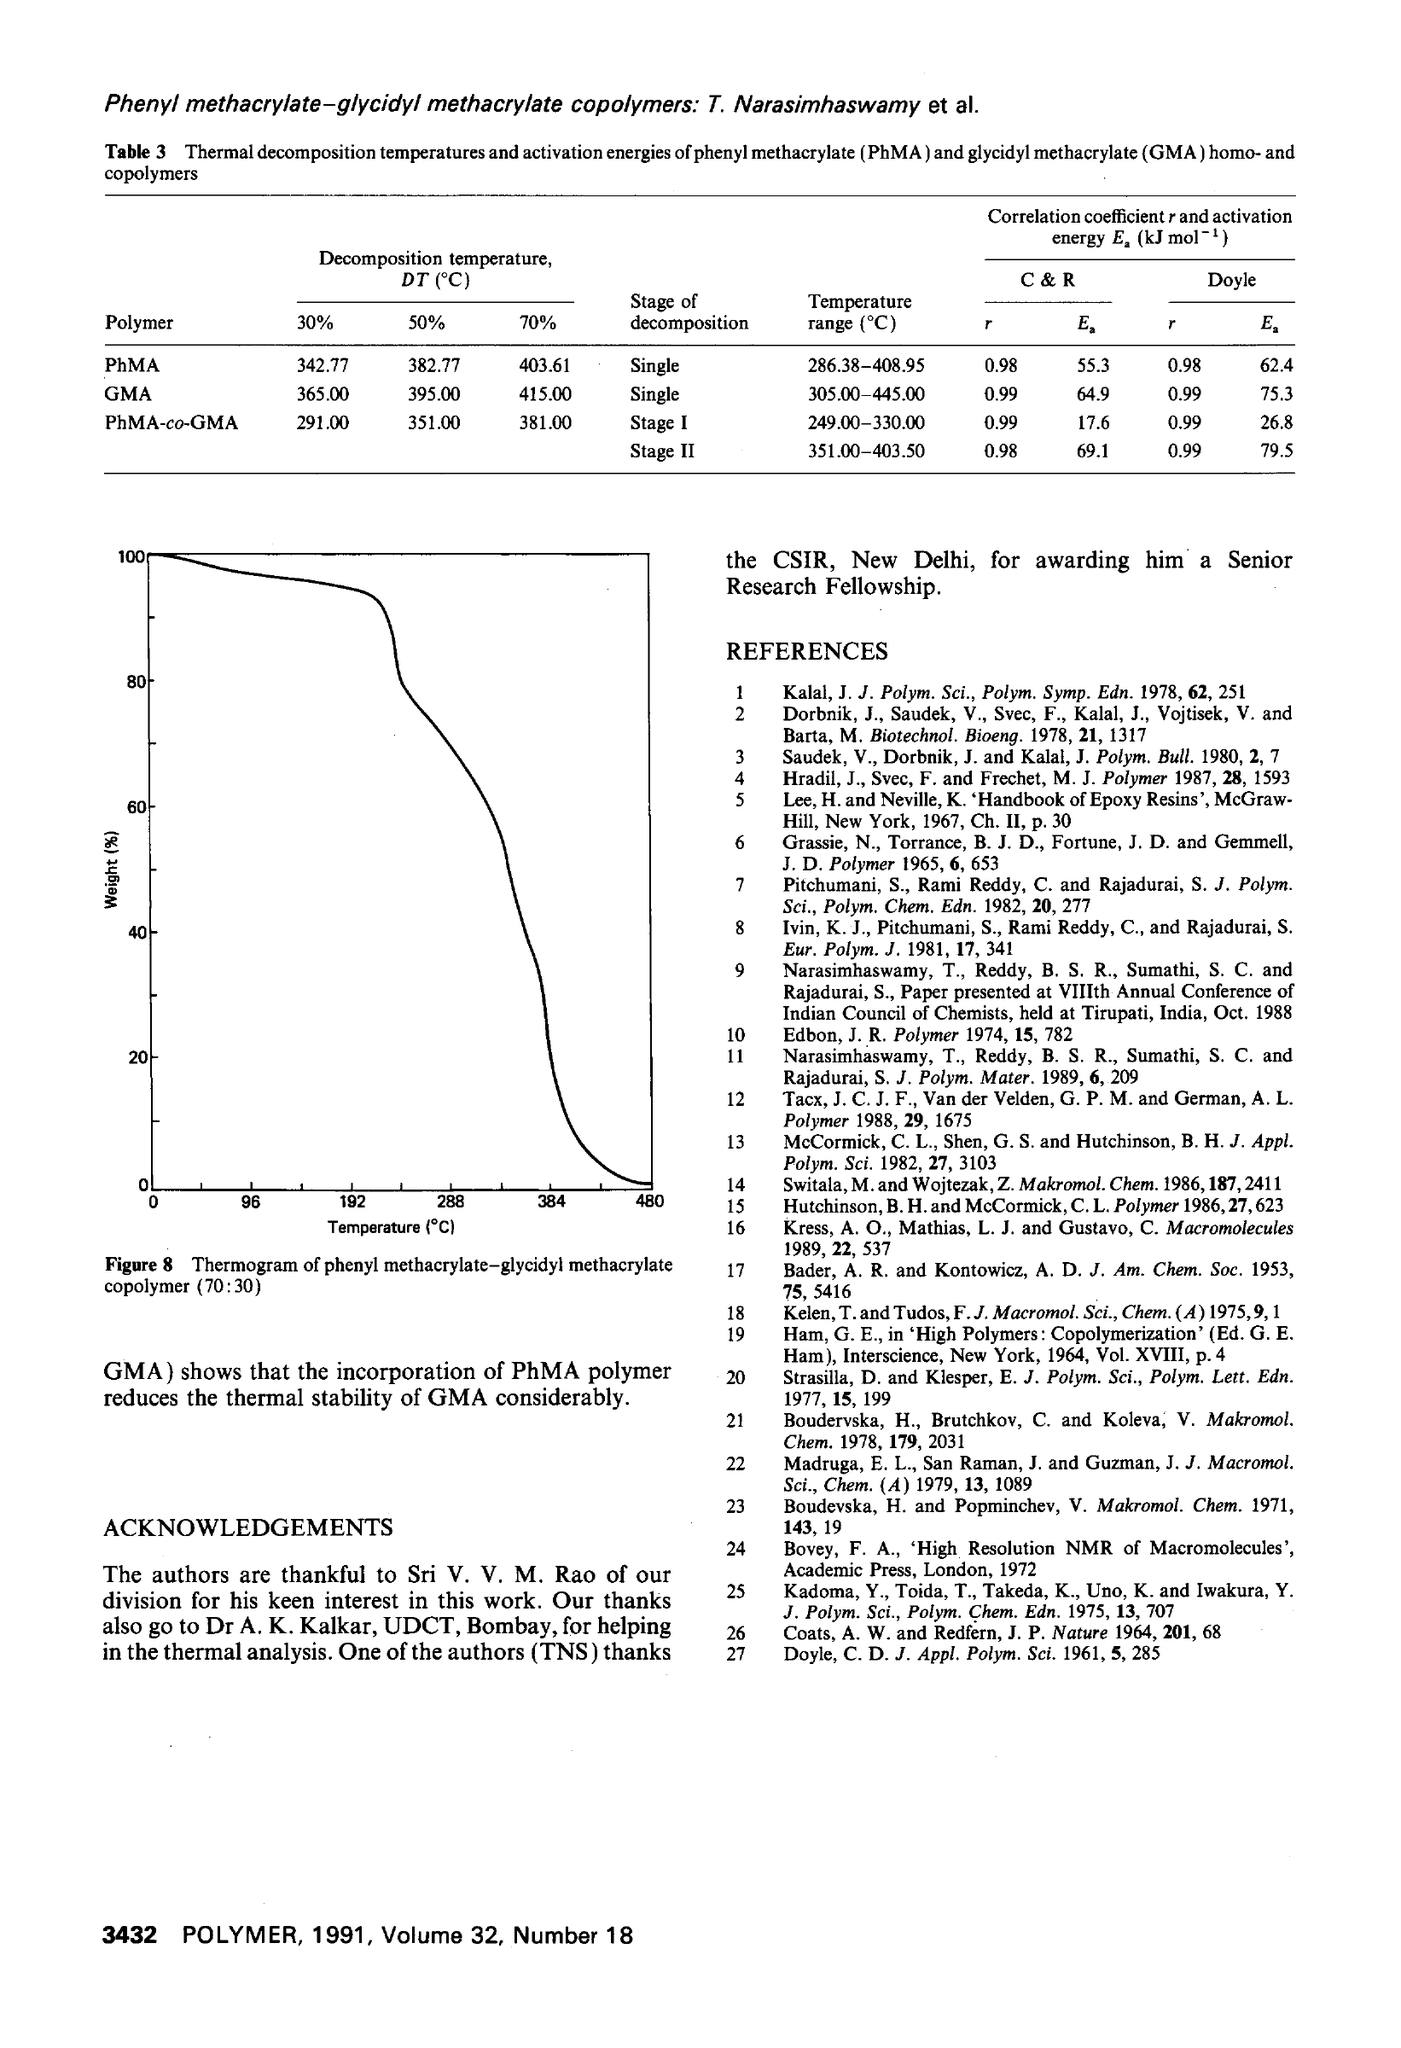 Phenyl methacrylate–glycidyl methacrylate copolymers: T. Narasimhaswamy et al.
Table 3 Thermal decomposition temperatures and activation energies of phenyl methacrylate (PhMA) and glycidyl methacrylate (GMA) homo- and
copolymers
Correlation coefficient r and activation
energy Ea (kJ mol⁻¹)
Decomposition temperature,
DT (°C)
C & R Doyle
Stage of Temperature
Polymer 30% 50% 70% decomposition range (°C) r Ea r Ea
PhMA 342.77 382.77 403.61 Single 286.38–408.95 0.98 55.3 0.98 62.4
GMA 365.00 395.00 415.00 Single 305.00–445.00 0.99 64.9 0.99 75.3
PhMA-co-GMA 291.00 351.00 381.00 Stage I 249.00–330.00 0.99 17.6 0.99 26.8
Stage II 351.00–403.50 0.98 69.1 0.99 79.5
100
80
60
Weight (%)
40
20
0
0 96 192 288 384 480
Temperature (°C)
Figure 8 Thermogram of phenyl methacrylate–glycidyl methacrylate
copolymer (70:30)
GMA) shows that the incorporation of PhMA polymer
reduces the thermal stability of GMA considerably.
ACKNOWLEDGEMENTS
The authors are thankful to Sri V. V. M. Rao of our
division for his keen interest in this work. Our thanks
also go to Dr A. K. Kalkar, UDCT, Bombay, for helping
in the thermal analysis. One of the authors (TNS) thanks
the CSIR, New Delhi, for awarding him a Senior
Research Fellowship.
REFERENCES
1 Kalal, J. J. Polym. Sci., Polym. Symp. Edn. 1978, 62, 251
2 Dorbnik, J., Saudek, V., Svec, F., Kalal, J., Vojtisek, V. and
Barta, M. Biotechnol. Bioeng. 1978, 21, 1317
3 Saudek, V., Dorbnik, J. and Kalal, J. Polym. Bull. 1980, 2, 7
4 Hradil, J., Svec, F. and Frechet, M. J. Polymer 1987, 28, 1593
5 Lee, H. and Neville, K. ‘Handbook of Epoxy Resins’, McGraw-
Hill, New York, 1967, Ch. II, p. 30
6 Grassie, N., Torrance, B. J. D., Fortune, J. D. and Gemmell,
J. D. Polymer 1965, 6, 653
7 Pitchumani, S., Rami Reddy, C. and Rajadurai, S. J. Polym.
Sci., Polym. Chem. Edn. 1982, 20, 277
8 Ivin, K. J., Pitchumani, S., Rami Reddy, C., and Rajadurai, S.
Eur. Polym. J. 1981, 17, 341
9 Narasimhaswamy, T., Reddy, B. S. R., Sumathi, S. C. and
Rajadurai, S., Paper presented at VIIIth Annual Conference of
Indian Council of Chemists, held at Tirupati, India, Oct. 1988
10 Edbon, J. R. Polymer 1974, 15, 782
11 Narasimhaswamy, T., Reddy, B. S. R., Sumathi, S. C. and
Rajadurai, S. J. Polym. Mater. 1989, 6, 209
12 Tacx, J. C. J. F., Van der Velden, G. P. M. and German, A. L.
Polymer 1988, 29, 1675
13 McCormick, C. L., Shen, G. S. and Hutchinson, B. H. J. Appl.
Polym. Sci. 1982, 27, 3103
14 Switala, M. and Wojtezak, Z. Makromol. Chem. 1986, 187, 2411
15 Hutchinson, B. H. and McCormick, C. L. Polymer 1986, 27, 623
16 Kress, A. O., Mathias, L. J. and Gustavo, C. Macromolecules
1989, 22, 537
17 Bader, A. R. and Kontowicz, A. D. J. Am. Chem. Soc. 1953,
75, 5416
18 Kelen, T. and Tudos, F. J. Macromol. Sci., Chem. (A) 1975, 9, 1
19 Ham, G. E., in ‘High Polymers: Copolymerization’ (Ed. G. E.
Ham), Interscience, New York, 1964, Vol. XVIII, p. 4
20 Strasilla, D. and Klesper, E. J. Polym. Sci., Polym. Lett. Edn.
1977, 15, 199
21 Boudervska, H., Brutchkov, C. and Koleva, V. Makromol.
Chem. 1978, 179, 2031
22 Madruga, E. L., San Raman, J. and Guzman, J. J. Macromol.
Sci., Chem. (A) 1979, 13, 1089
23 Boudevska, H. and Popminchev, V. Makromol. Chem. 1971,
143, 19
24 Bovey, F. A., ‘High Resolution NMR of Macromolecules’,
Academic Press, London, 1972
25 Kadoma, Y., Toida, T., Takeda, K., Uno, K. and Iwakura, Y.
J. Polym. Sci., Polym. Chem. Edn. 1975, 13, 707
26 Coats, A. W. and Redfern, J. P. Nature 1964, 201, 68
27 Doyle, C. D. J. Appl. Polym. Sci. 1961, 5, 285
3432 POLYMER, 1991, Volume 32, Number 18